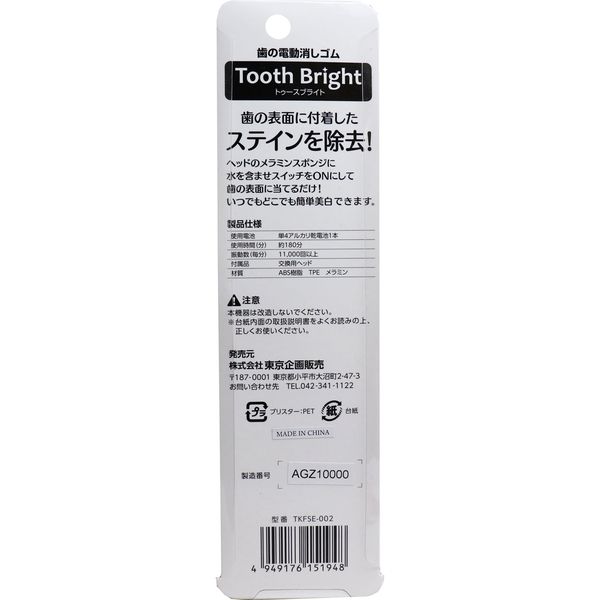 歯の電動消しゴム
Tooth Bright
トゥースブライト
歯の表面に付着した
ステインを除去!
ヘッドのメラミンスポンジに
水を含ませスイッチをONにして
歯の表面に当てるだけ!
いつでもどこでも簡単美白できます。
製品仕様
使用電池 単4アルカリ乾電池1本
使用時間(分) 約180分
振動数(毎分) 11,000回以上
付属品 交換用ヘッド
材質 ABS樹脂 TPE メラミン
注意
本機器は改造しないでください。
※台紙内面の取扱説明書をよくお読みの上、
正しくお使いください。
発売元
株式会社 東京企画販売
〒187-0001 東京都小平市大沼町2-47-3
お問い合わせ先 TEL.042-341-1122
プラ ブリスター:PET 紙 台紙
MADE IN CHINA
製造番号 AGZ10000
型番 TKFSE-002
4 949176 151948